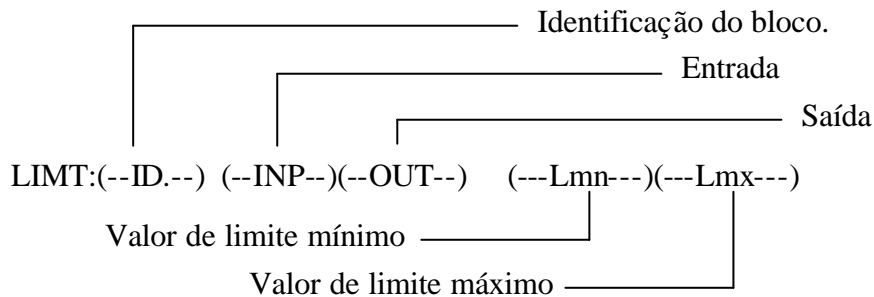 Identificação do bloco.
Entrada
Saída
LIMT:(--ID.--) (--INP--)(--OUT--) (---Lmn---)(---Lmx---)
Valor de limite mínimo
Valor de limite máximo